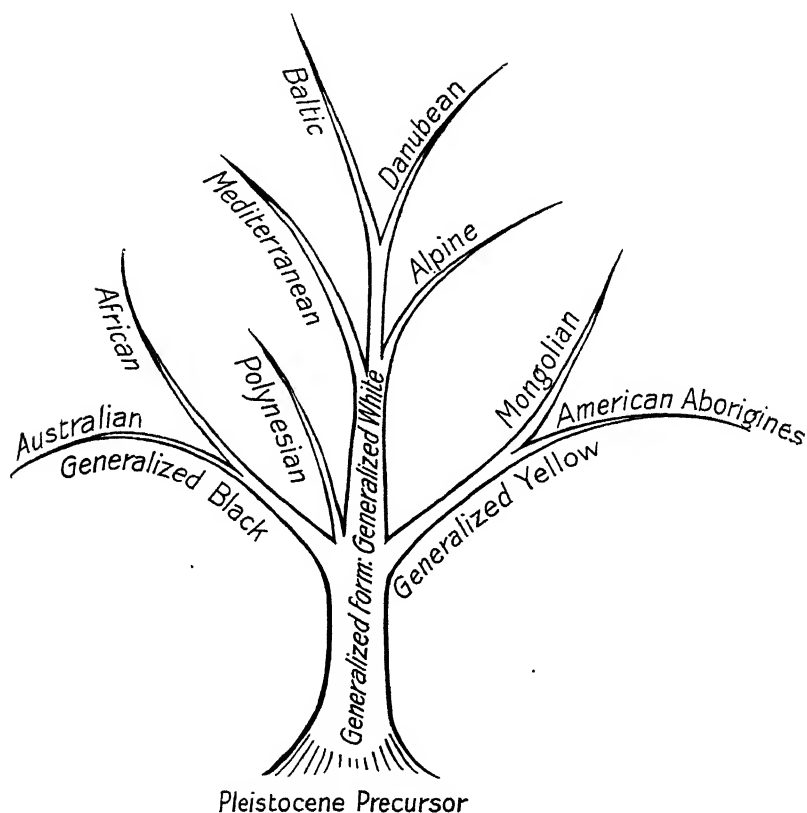 Baltic
Danubean
Mediterranean
Alpine
African
Polynesian
Mongolian
Australian
American Aborigines
Generalized Black
Generalized Yellow
Generalized form: Generalized White
Pleistocene Precursor